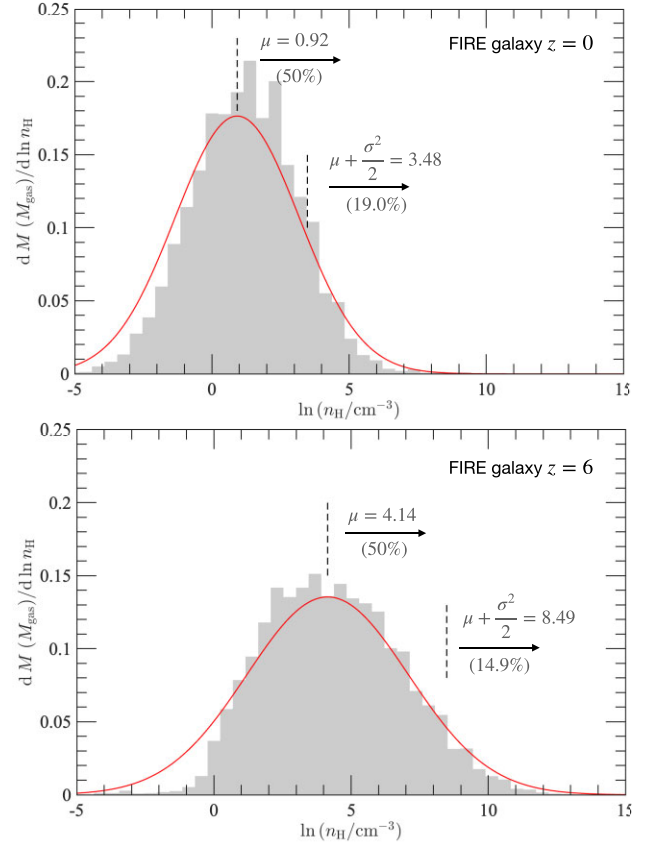 0.25
FIRE galaxy z = 0
μ = 0.92
(50%)
0.2
μ + σ²/2 = 3.48
(19.0%)
0.15
0.1
0.05
0
d M (M_gas)/d ln n_H
-5 0 5 10 15
ln (n_H/cm⁻³)
0.25
FIRE galaxy z = 6
0.2
μ = 4.14
(50%)
0.15
μ + σ²/2 = 8.49
(14.9%)
0.1
0.05
0
d M (M_gas)/d ln n_H
-5 0 5 10 15
ln (n_H/cm⁻³)